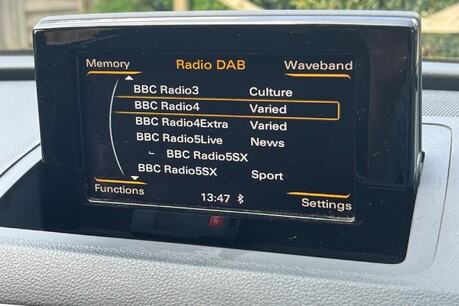 Memory Radio DAB Waveband
BBC Radio3 Culture
BBC Radio4 Varied
BBC Radio4Extra Varied
BBC Radio5Live News
BBC Radio5SX
BBC Radio5SX Sport
Functions 13:47 Settings